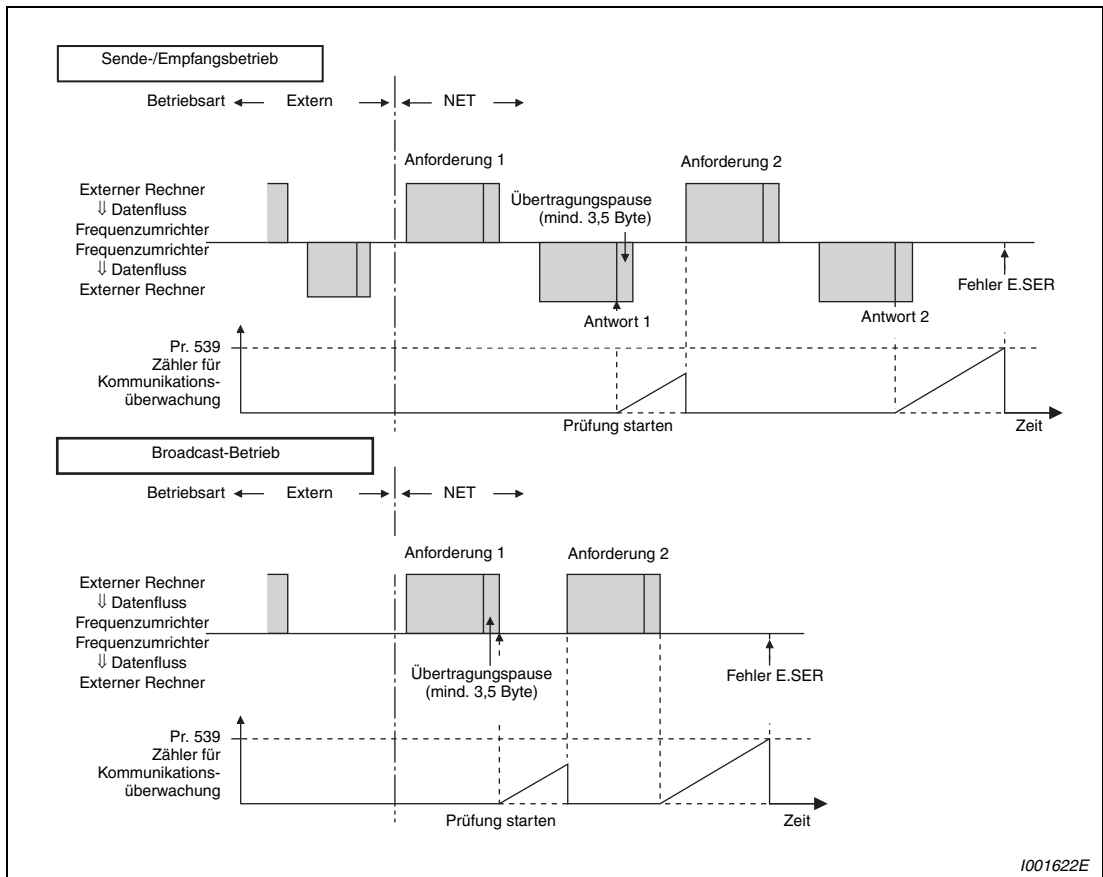 Sende-/Empfangsbetrieb
Betriebsart
Extern
NET
Anforderung 1
Anforderung 2
Externer Rechner
⇓ Datenfluss
Frequenzumrichter
Frequenzumrichter
⇓ Datenfluss
Externer Rechner
Übertragungspause
(mind. 3,5 Byte)
Fehler E.SER
Antwort 1
Antwort 2
Pr. 539
Zähler für
Kommunikations-
überwachung
Prüfung starten
Zeit
Broadcast-Betrieb
Betriebsart
Extern
NET
Anforderung 1
Anforderung 2
Externer Rechner
⇓ Datenfluss
Frequenzumrichter
Frequenzumrichter
⇓ Datenfluss
Externer Rechner
Übertragungspause
(mind. 3,5 Byte)
Fehler E.SER
Pr. 539
Zähler für
Kommunikations-
überwachung
Prüfung starten
Zeit
I001622E